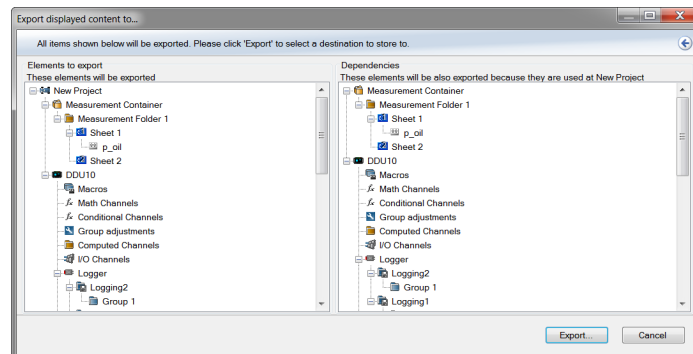 Export displayed content to...
All items shown below will be exported. Please click 'Export' to select a destination to store to.
Elements to export
These elements will be exported
New Project
Measurement Container
Measurement Folder 1
Sheet 1
p_oil
Sheet 2
DDU10
Macros
Math Channels
Conditional Channels
Group adjustments
Computed Channels
I/O Channels
Logger
Logging2
Group 1
Dependencies
These elements will be also exported because they are used at New Project
Measurement Container
Measurement Folder 1
Sheet 1
p_oil
Sheet 2
DDU10
Macros
Math Channels
Conditional Channels
Group adjustments
Computed Channels
I/O Channels
Logger
Logging2
Group 1
Logging1
Export...
Cancel